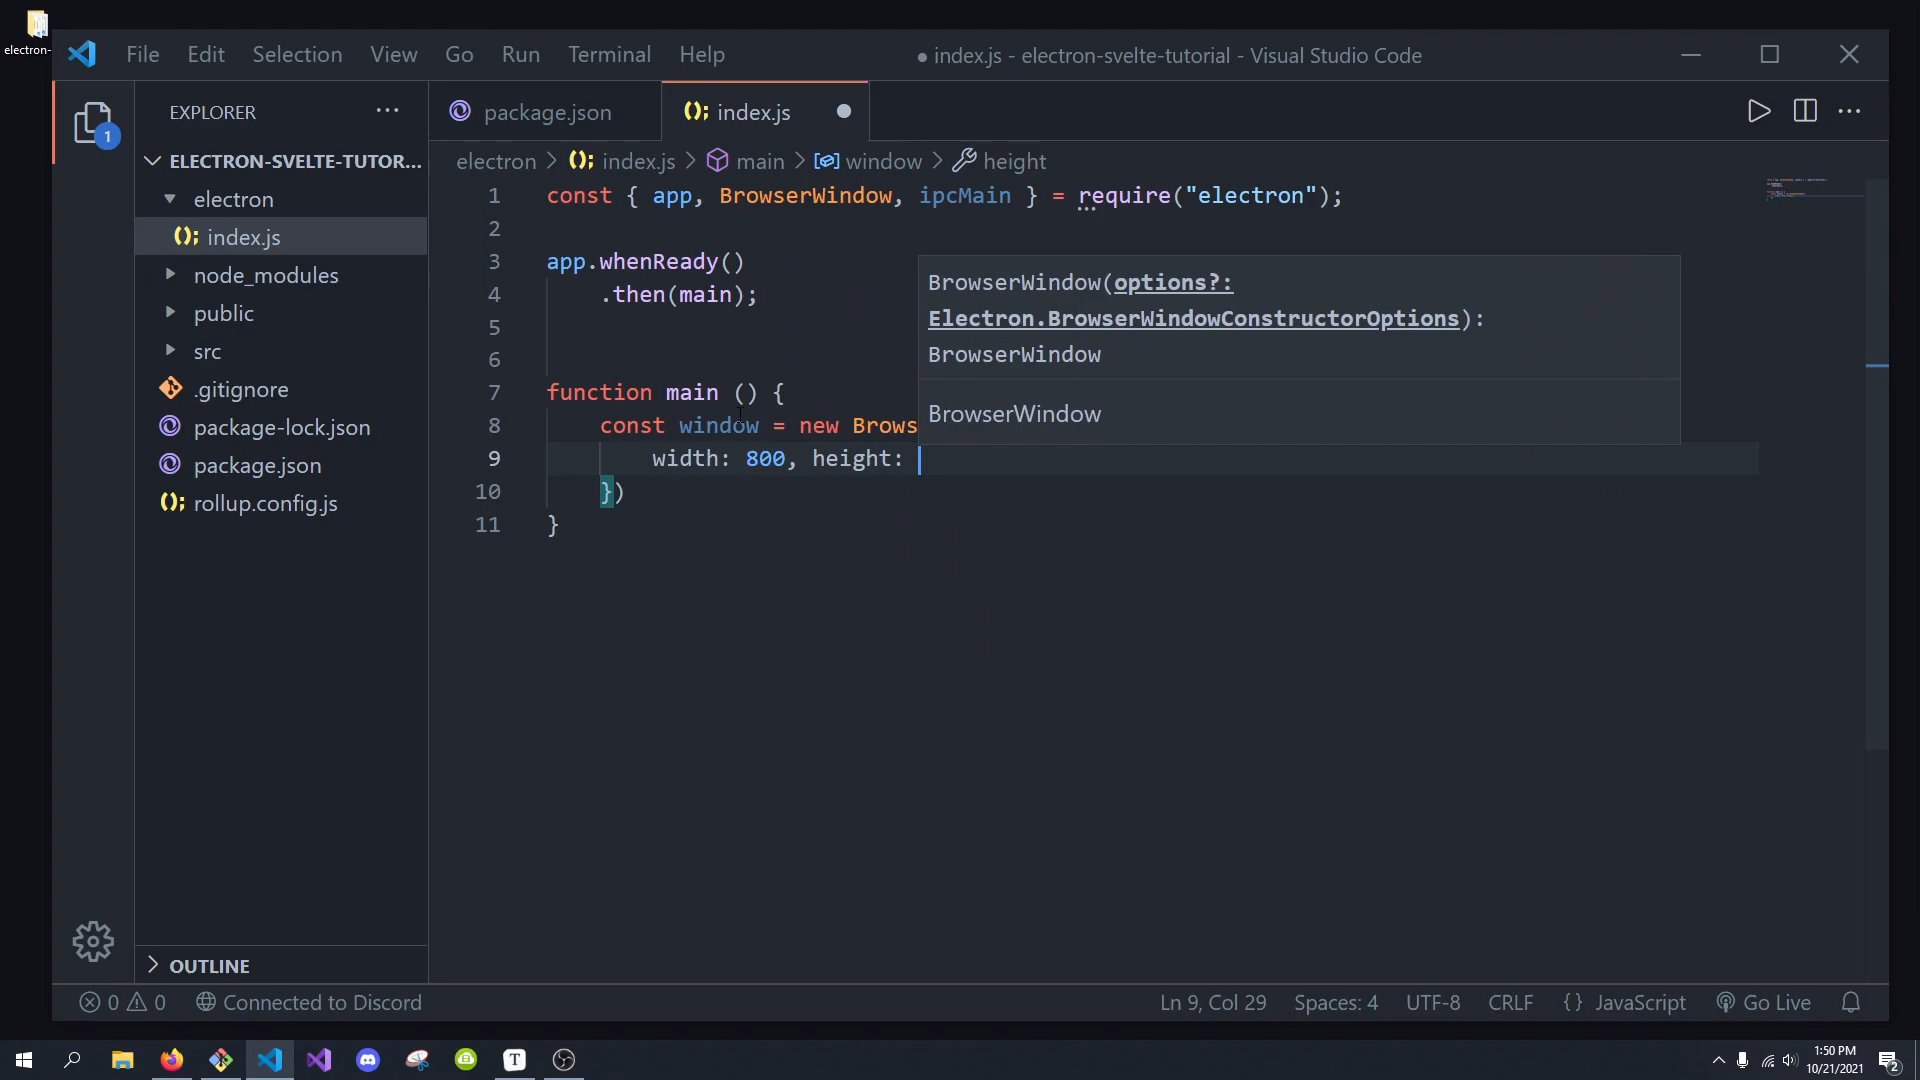 electron-
File Edit Selection View Go Run Terminal Help
● index.js - electron-svelte-tutorial - Visual Studio Code
EXPLORER ...
1
package.json
index.js
ELECTRON-SVELTE-TUTOR...
electron
index.js
node_modules
public
src
.gitignore
package-lock.json
package.json
rollup.config.js
OUTLINE
electron > index.js > main > window > height
1 const { app, BrowserWindow, ipcMain } = require("electron");
2
3 app.whenReady()
4 .then(main);
5
6
7 function main () {
8 const window = new Brows
9 width: 800, height:
10 })
11 }
BrowserWindow(options?:
Electron.BrowserWindowConstructorOptions):
BrowserWindow
BrowserWindow
0 0 Connected to Discord
Ln 9, Col 29 Spaces: 4 UTF-8 CRLF {} JavaScript Go Live
T
1:50 PM
10/21/2021
2